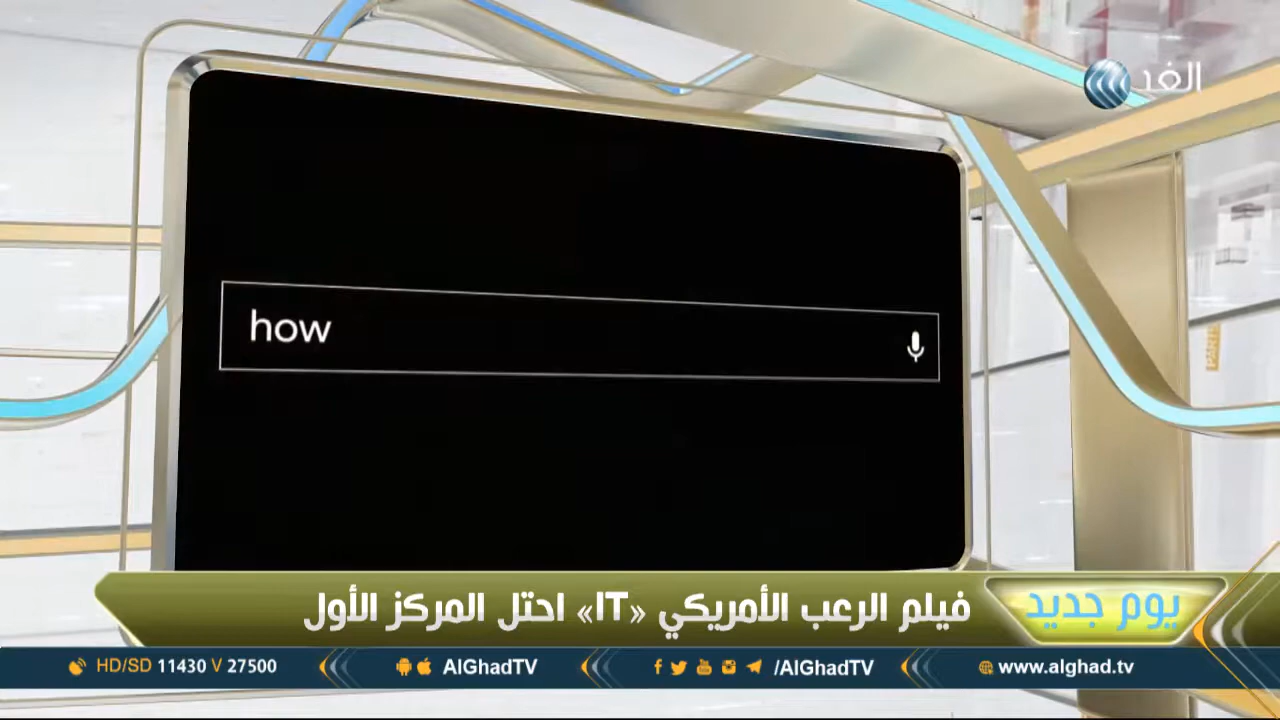 الغد
how
PARTS
يوم جديد
فيلم الرعب الأمريكي «IT» احتل المركز الأول
HD/SD 11430 V 27500
AlGhadTV
/AlGhadTV
www.alghad.tv